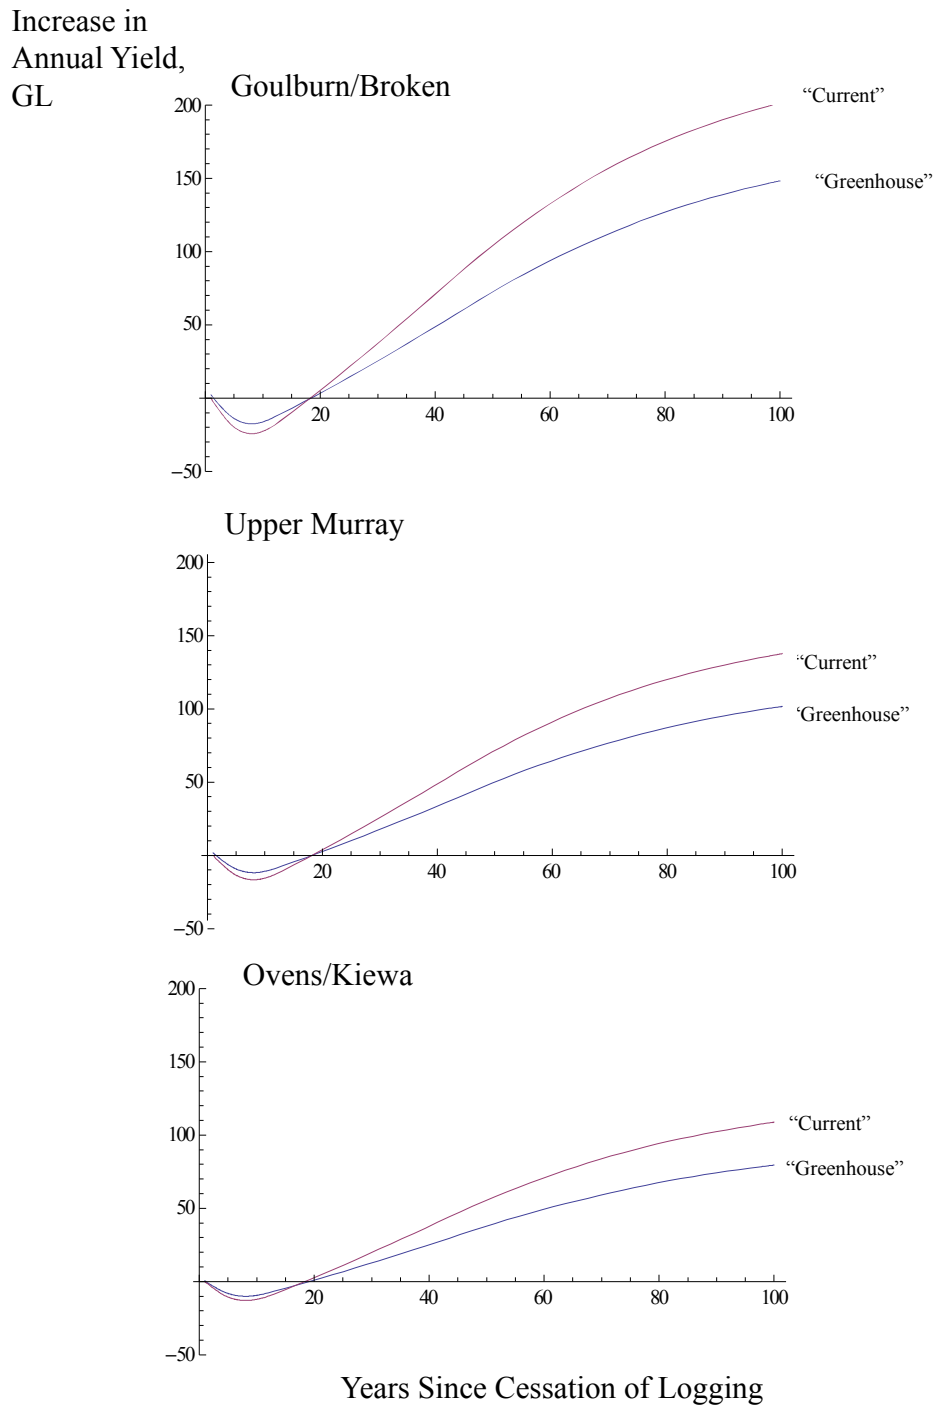 Increase in
Annual Yield,
GL
Goulburn/Broken
200
150
100
50
−50
20
40
60
80
100
“Current”
“Greenhouse”
Upper Murray
200
150
100
50
−50
20
40
60
80
100
“Current”
‘Greenhouse”
Ovens/Kiewa
200
150
100
50
−50
20
40
60
80
100
“Current”
“Greenhouse”
Years Since Cessation of Logging